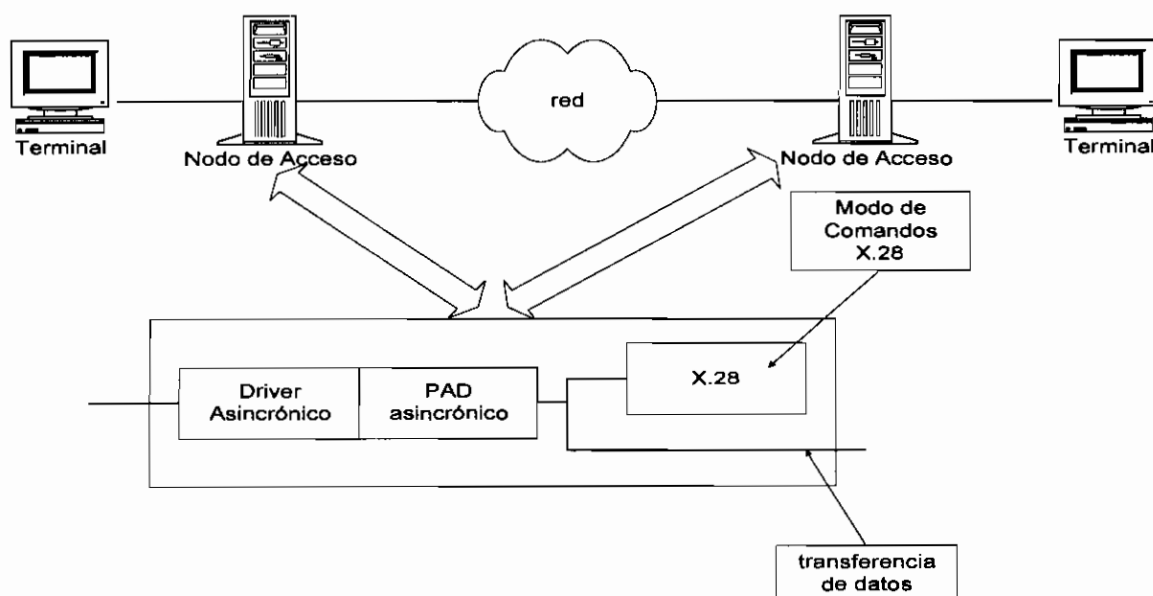 red
Terminal
Nodo de Acceso
Nodo de Acceso
Terminal
Modo de
Comandos
X.28
Driver
Asincrónico
PAD
asincrónico
X.28
transferencia
de datos